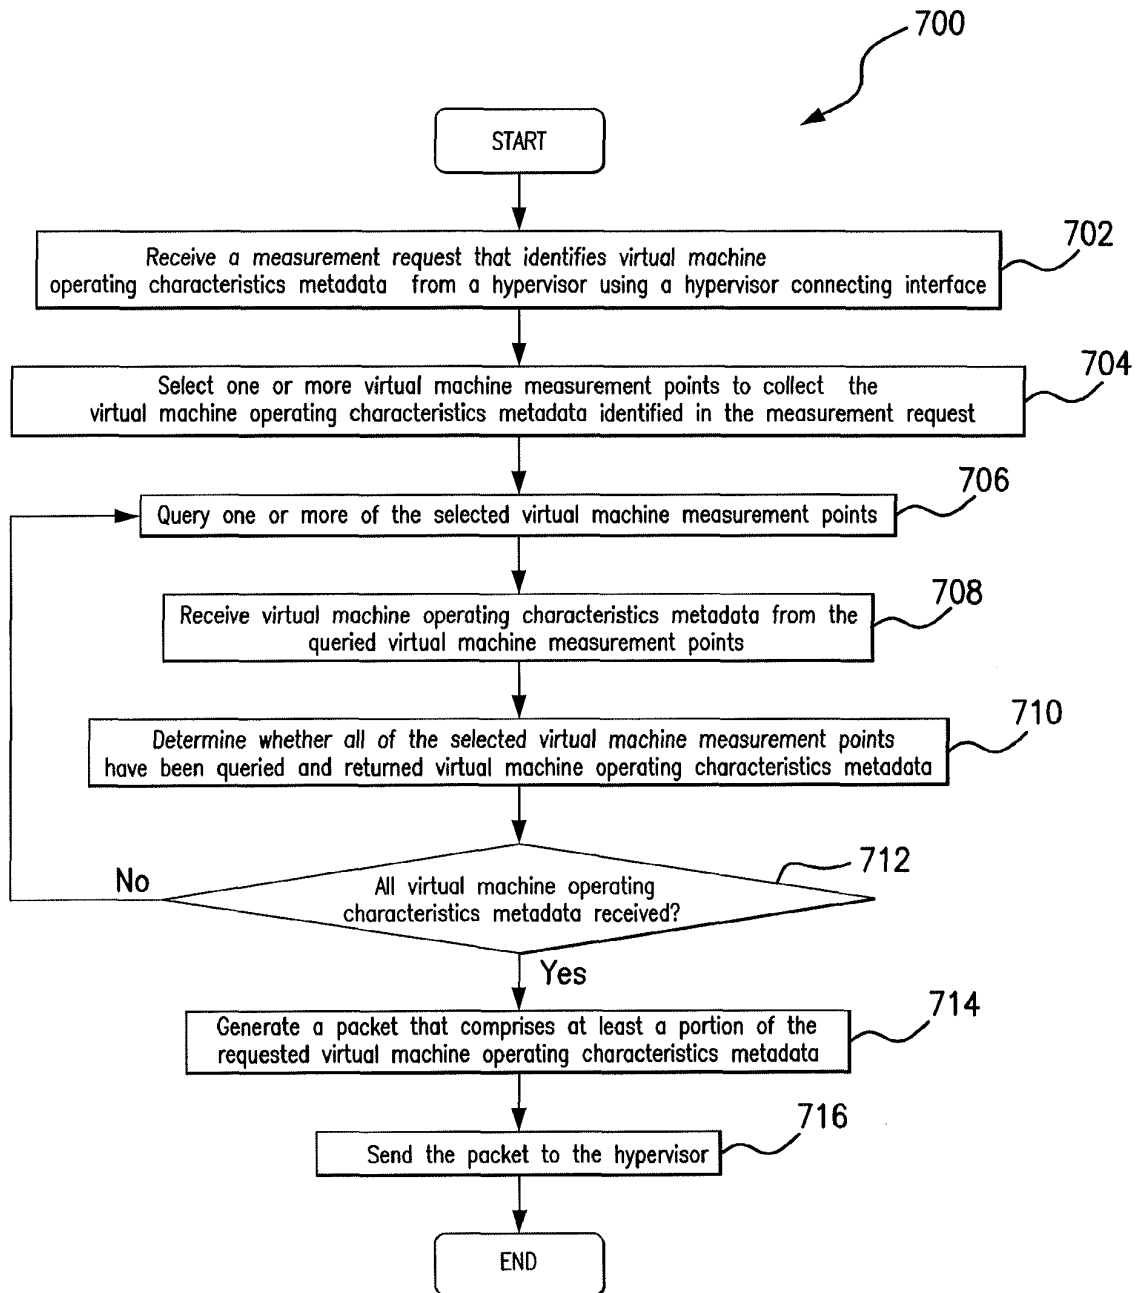 700
START
702
Receive a measurement request that identifies virtual machine
operating characteristics metadata from a hypervisor using a hypervisor connecting interface
704
Select one or more virtual machine measurement points to collect the
virtual machine operating characteristics metadata identified in the measurement request
706
Query one or more of the selected virtual machine measurement points
708
Receive virtual machine operating characteristics metadata from the
queried virtual machine measurement points
710
Determine whether all of the selected virtual machine measurement points
have been queried and returned virtual machine operating characteristics metadata
712
No
All virtual machine operating
characteristics metadata received?
Yes
714
Generate a packet that comprises at least a portion of the
requested virtual machine operating characteristics metadata
716
Send the packet to the hypervisor
END